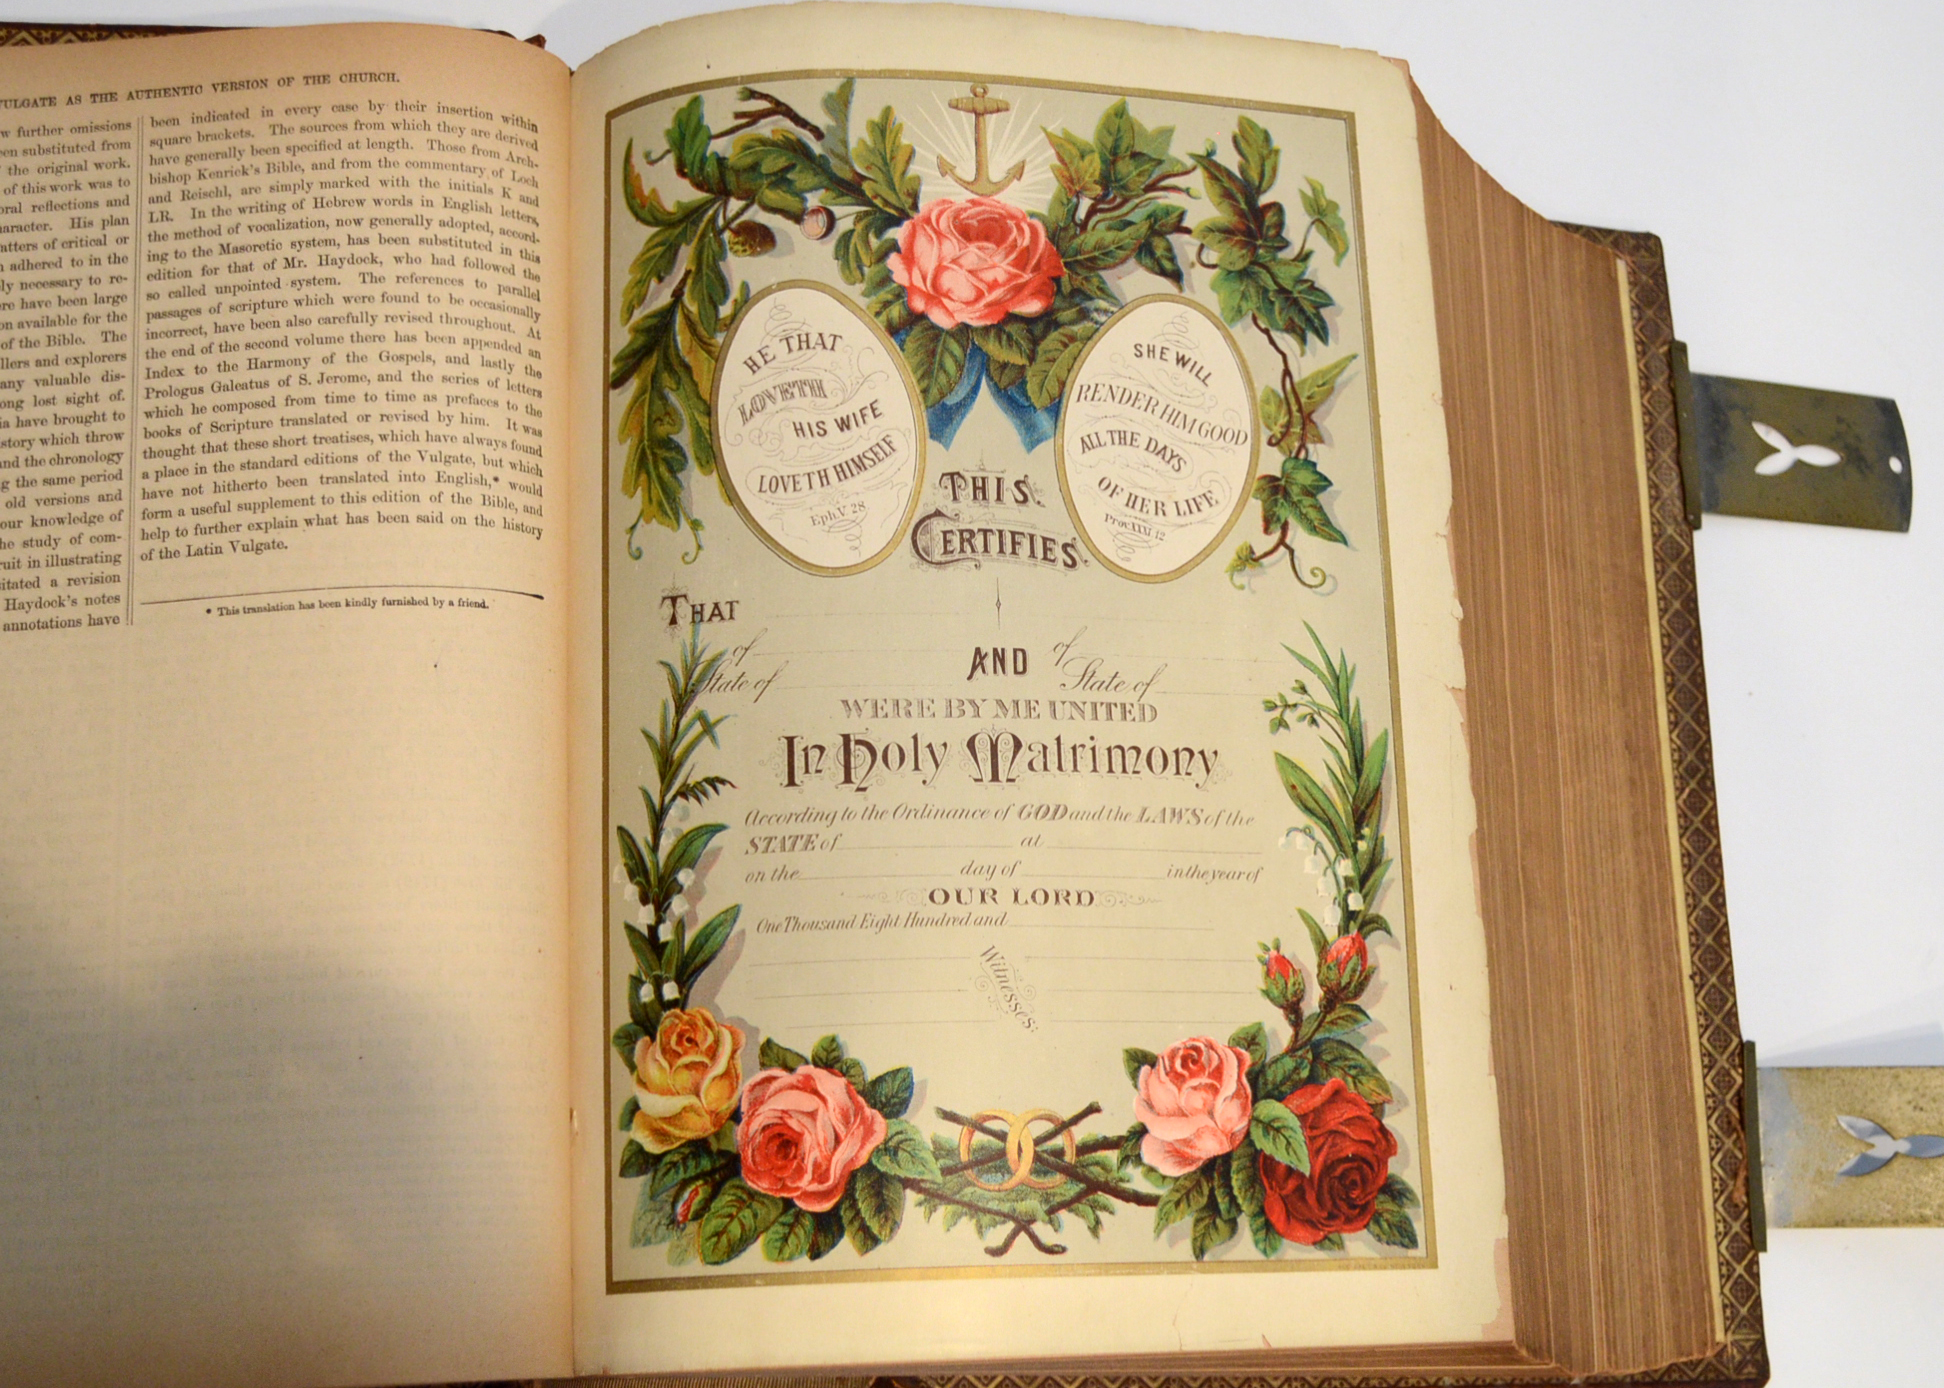 VULGATE AS THE AUTHENTIC VERSION OF THE CHURCH.
further omissions
substituted from
the original work.
of this work was to
reflections and
His plan
of critical or
adhered to in the
necessary to re-
have been large
available for the
of the Bible. The
and explorers
any valuable dis-
lost sight of.
have brought to
which throw
and the chronology
the same period
old versions and
our knowledge of
study of com-
in illustrating
a revision
Haydock's notes
annotations have
been indicated in every case by their insertion within
square brackets. The sources from which they are derived
have generally been specified at length. Those from Arch-
bishop Kenrick's Bible, and from the commentary of Loch
and Reischl, are simply marked with the initials K and
LR. In the writing of Hebrew words in English letters,
the method of vocalization, now generally adopted, accord-
ing to the Masoretic system, has been substituted in this
edition for that of Mr. Haydock, who had followed the
so called unpointed system. The references to parallel
passages of scripture which were found to be occasionally
incorrect, have been also carefully revised throughout. At
the end of the second volume there has been appended an
Index to the Harmony of the Gospels, and lastly the
Prologus Galeatus of S. Jerome, and the series of letters
which he composed from time to time as prefaces to the
books of Scripture translated or revised by him. It was
thought that these short treatises, which have always found
a place in the standard editions of the Vulgate, but which
have not hitherto been translated into English,* would
form a useful supplement to this edition of the Bible, and
help to further explain what has been said on the history
of the Latin Vulgate.
* This translation has been kindly furnished by a friend.
HE THAT
LOVETH
HIS WIFE
LOVETH HIMSELF
Eph. V. 28
SHE WILL
RENDER HIM GOOD
ALL THE DAYS
OF HER LIFE
Prov. XXXI 12
THIS
CERTIFIES
THAT
of AND of
State of State of
WERE BY ME UNITED
In Holy Matrimony
According to the Ordinance of GOD and the LAWS of the
STATE of at
on the day of in the year of
OUR LORD
One Thousand Eight Hundred and
Witnesses: